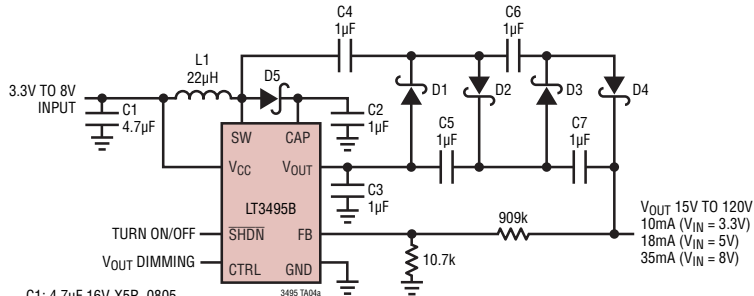 C4
1µF
C6
1µF
L1
22µH
D5
3.3V TO 8V
INPUT
C1
4.7µF
C2
1µF
D1
D2
D3
D4
C5
1µF
C7
1µF
SW
CAP
VCC
VOUT
C3
1µF
LT3495B
TURN ON/OFF
SHDN
FB
909k
VOUT 15V TO 120V
10mA (VIN = 3.3V)
18mA (VIN = 5V)
35mA (VIN = 8V)
10.7k
VOUT DIMMING
CTRL
GND
3495 TA04a
C1: 4.7µF 16V X5R 0805